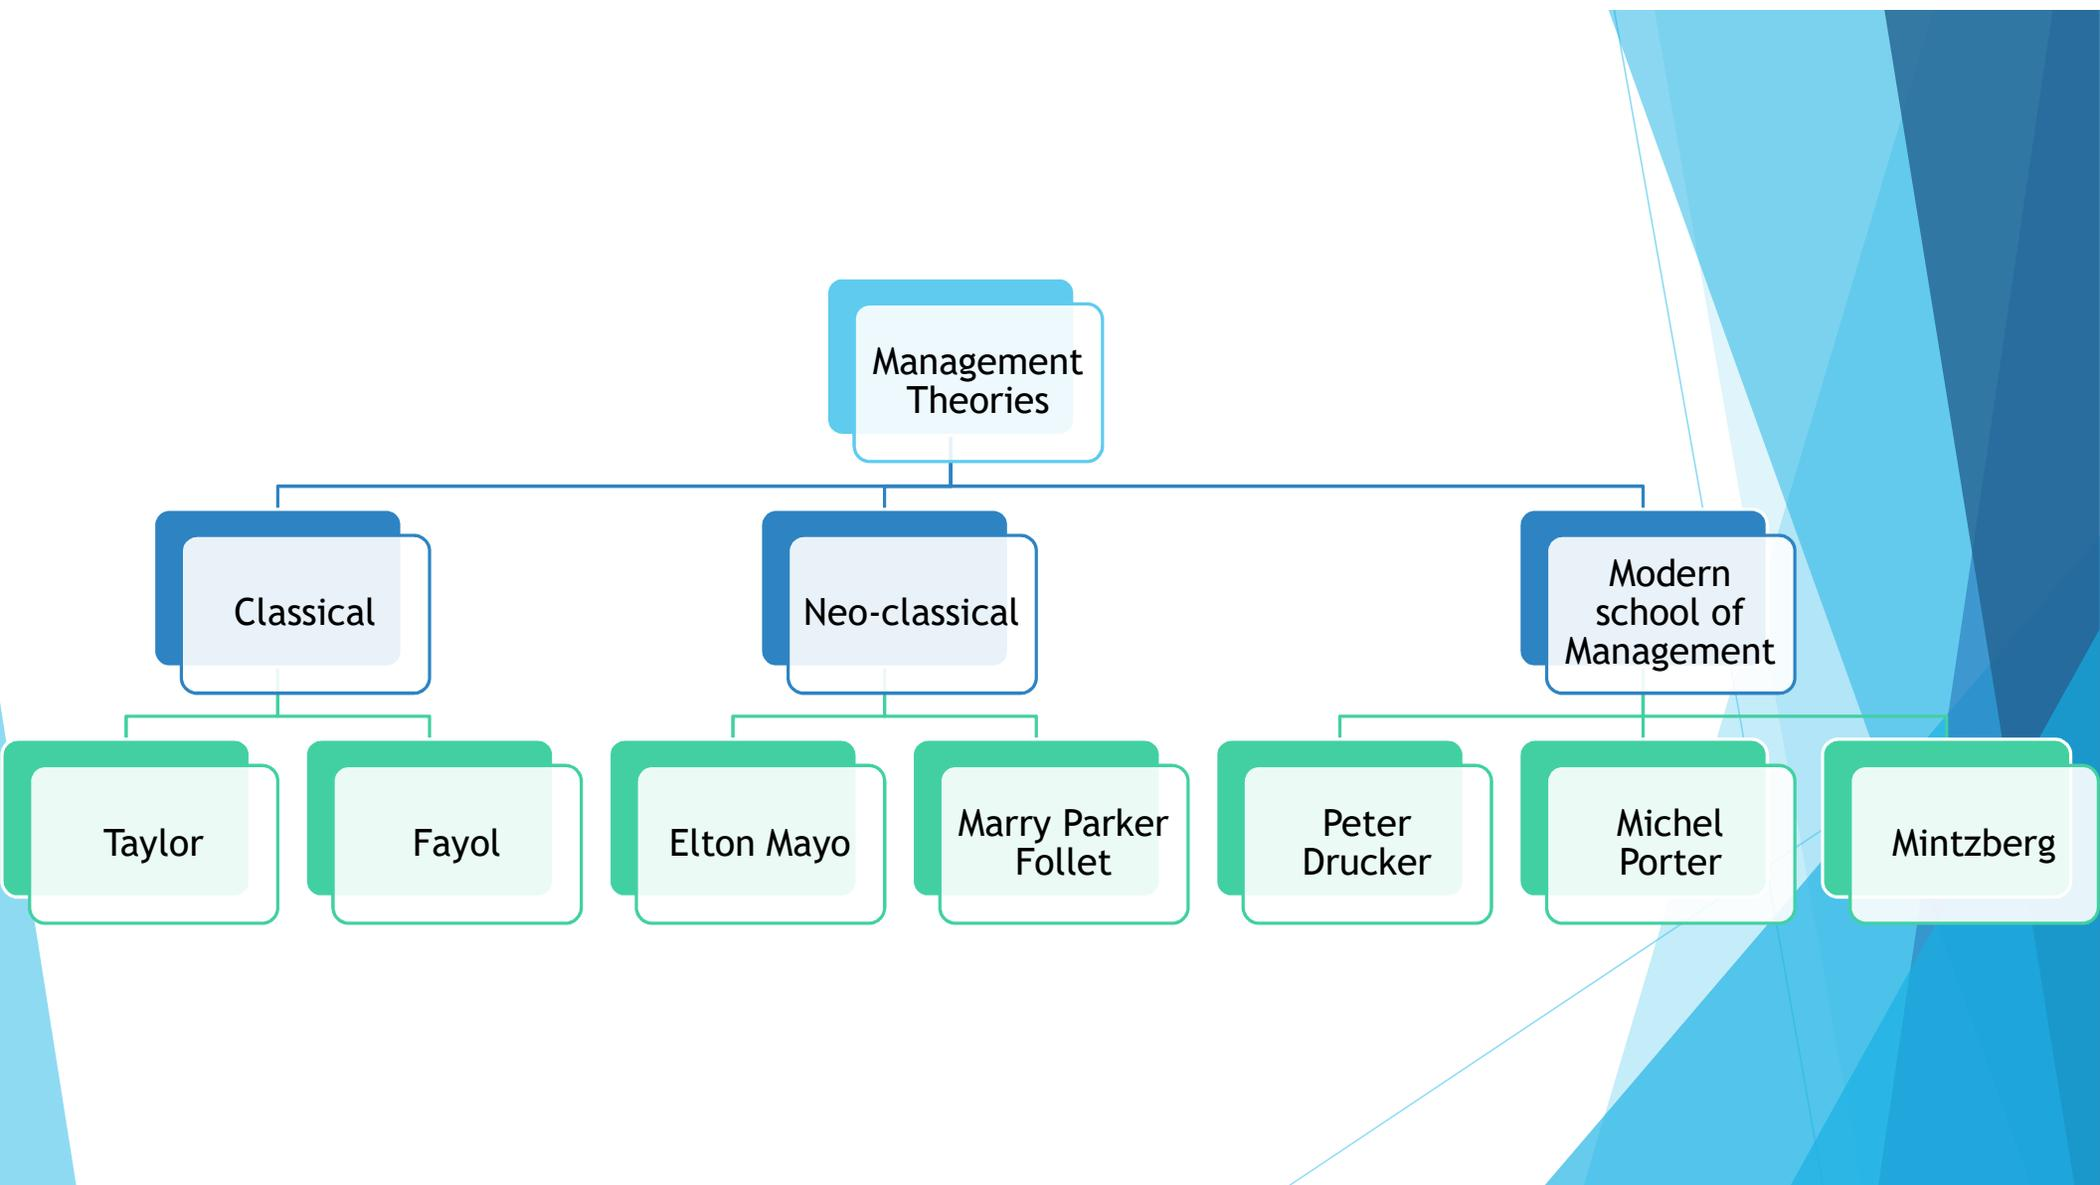 Management
Theories
Classical
Neo-classical
Modern
school of
Management
Taylor
Fayol
Elton Mayo
Marry Parker
Follet
Peter
Drucker
Michel
Porter
Mintzberg